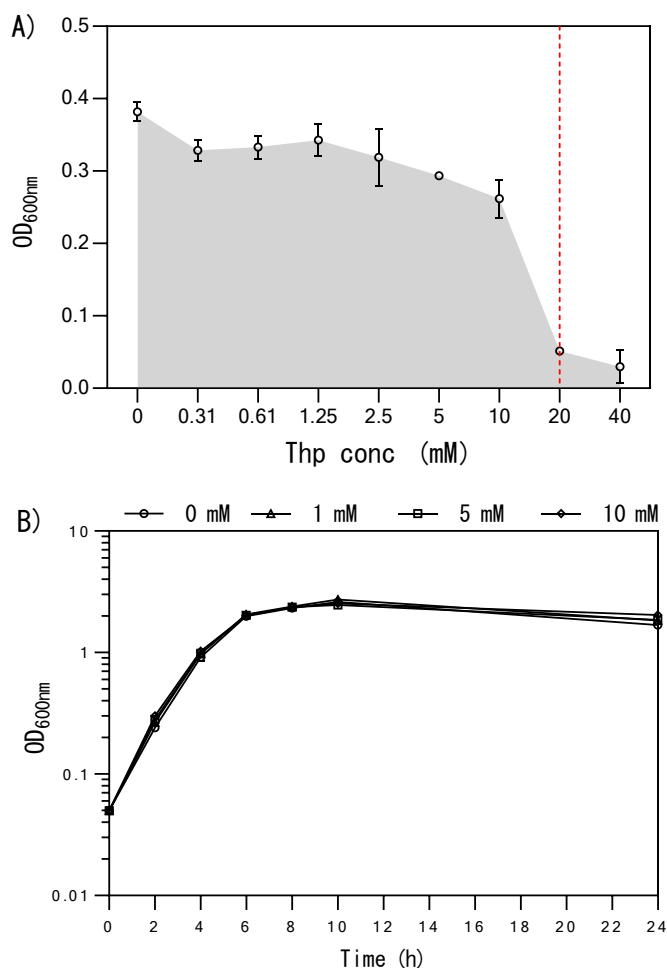 A)
0.5
0.4
0.3
0.2
0.1
0.0
OD600nm
0 0.31 0.61 1.25 2.5 5 10 20 40
Thp conc (mM)
B)
0 mM 1 mM 5 mM 10 mM
10
1
0.1
0.01
OD600nm
0 2 4 6 8 10 12 14 16 18 20 22 24
Time (h)